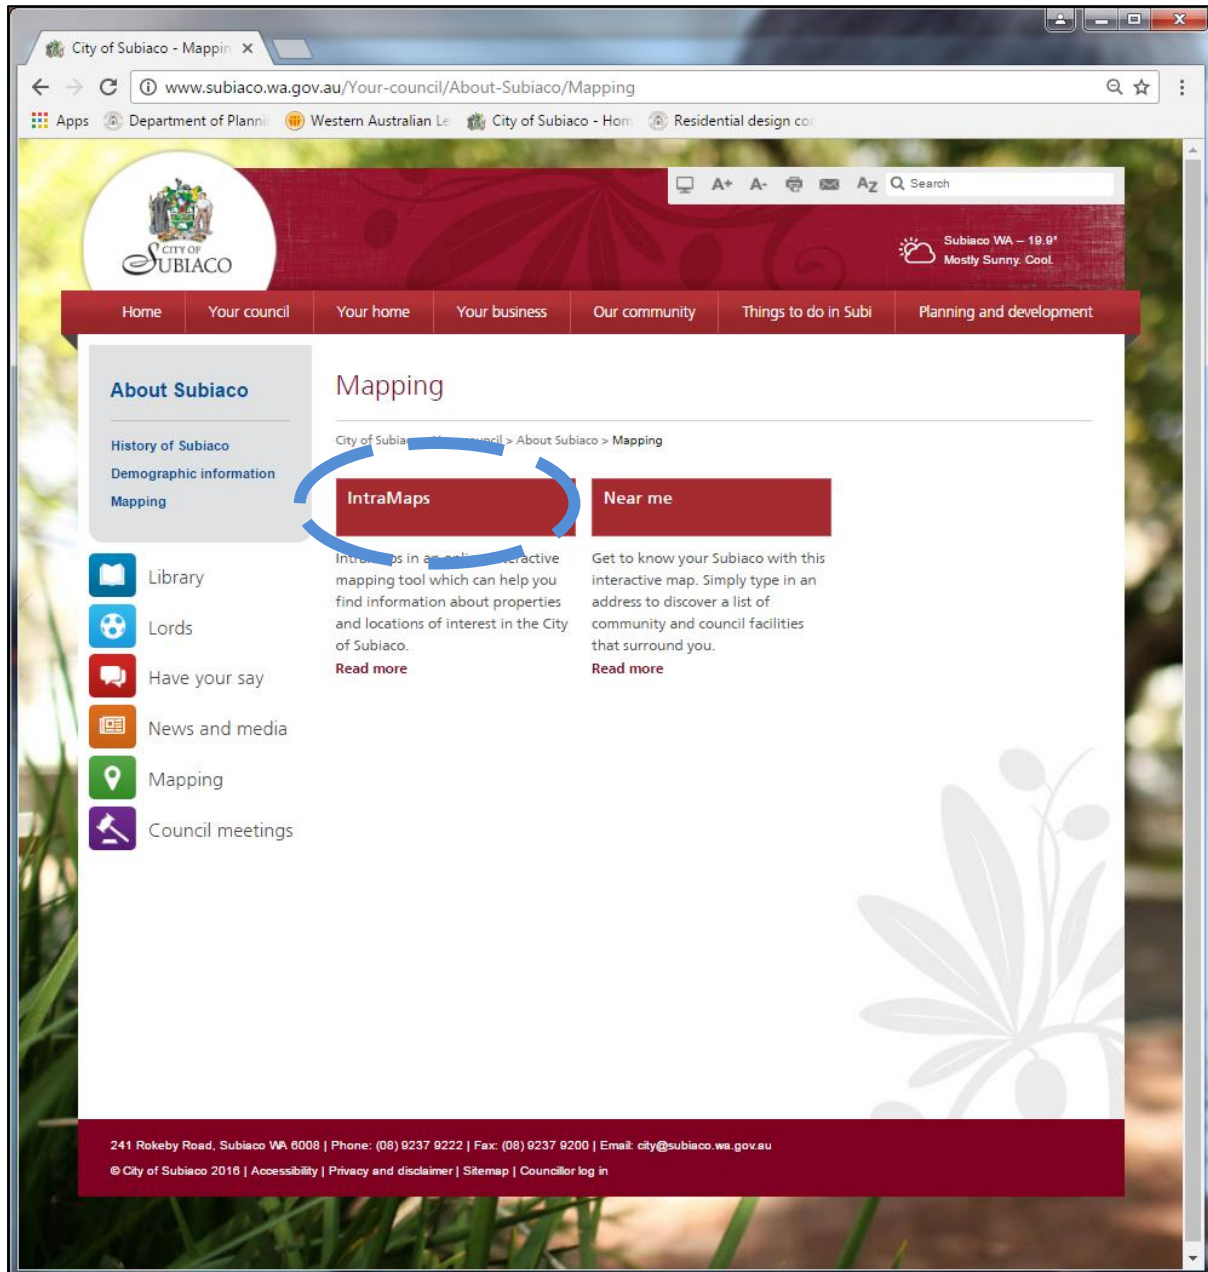 City of Subiaco - Mappin
www.subiaco.wa.gov.au/Your-council/About-Subiaco/Mapping
Apps Department of Planni Western Australian Le City of Subiaco - Hom Residential design co
A+ A- AZ Search
CITY OF
SUBIACO
Subiaco WA – 19.9°
Mostly Sunny. Cool.
Home Your council Your home Your business Our community Things to do in Subi Planning and development
About Subiaco
History of Subiaco
Demographic information
Mapping
Library
Lords
Have your say
News and media
Mapping
Council meetings
Mapping
City of Subiaco > council > About Subiaco > Mapping
IntraMaps
in an interactive
mapping tool which can help you
find information about properties
and locations of interest in the City
of Subiaco.
Read more
Near me
Get to know your Subiaco with this
interactive map. Simply type in an
address to discover a list of
community and council facilities
that surround you.
Read more
241 Rokeby Road, Subiaco WA 6008 | Phone: (08) 9237 9222 | Fax: (08) 9237 9200 | Email: city@subiaco.wa.gov.au
© City of Subiaco 2016 | Accessibility | Privacy and disclaimer | Sitemap | Councillor log in